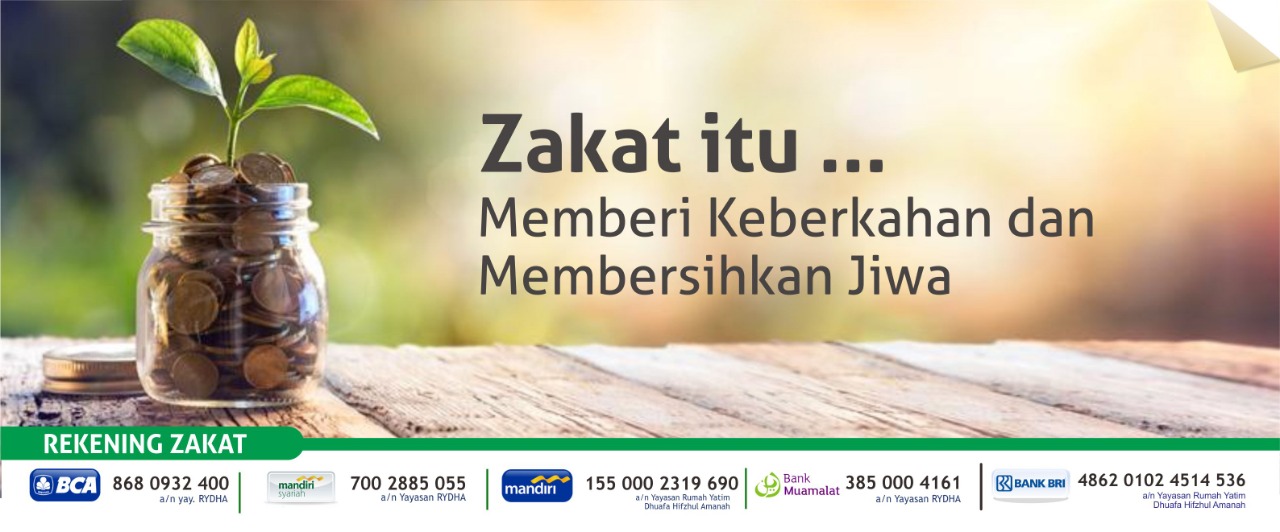 Zakat itu ...
Memberi Keberkahan dan
Membersihkan Jiwa
REKENING ZAKAT
BCA
868 0932 400
a/n yay. RYDHA
mandiri
syariah
700 2885 055
a/n Yayasan RYDHA
mandiri
155 000 2319 690
a/n Yayasan Rumah Yatim
Dhuafa Hifzhul Amanah
Bank
Muamalat
385 000 4161
a/n Yayasan RYDHA
BANK BRI
4862 0102 4514 536
a/n Yayasan Rumah Yatim
Dhuafa Hifzhul Amanah